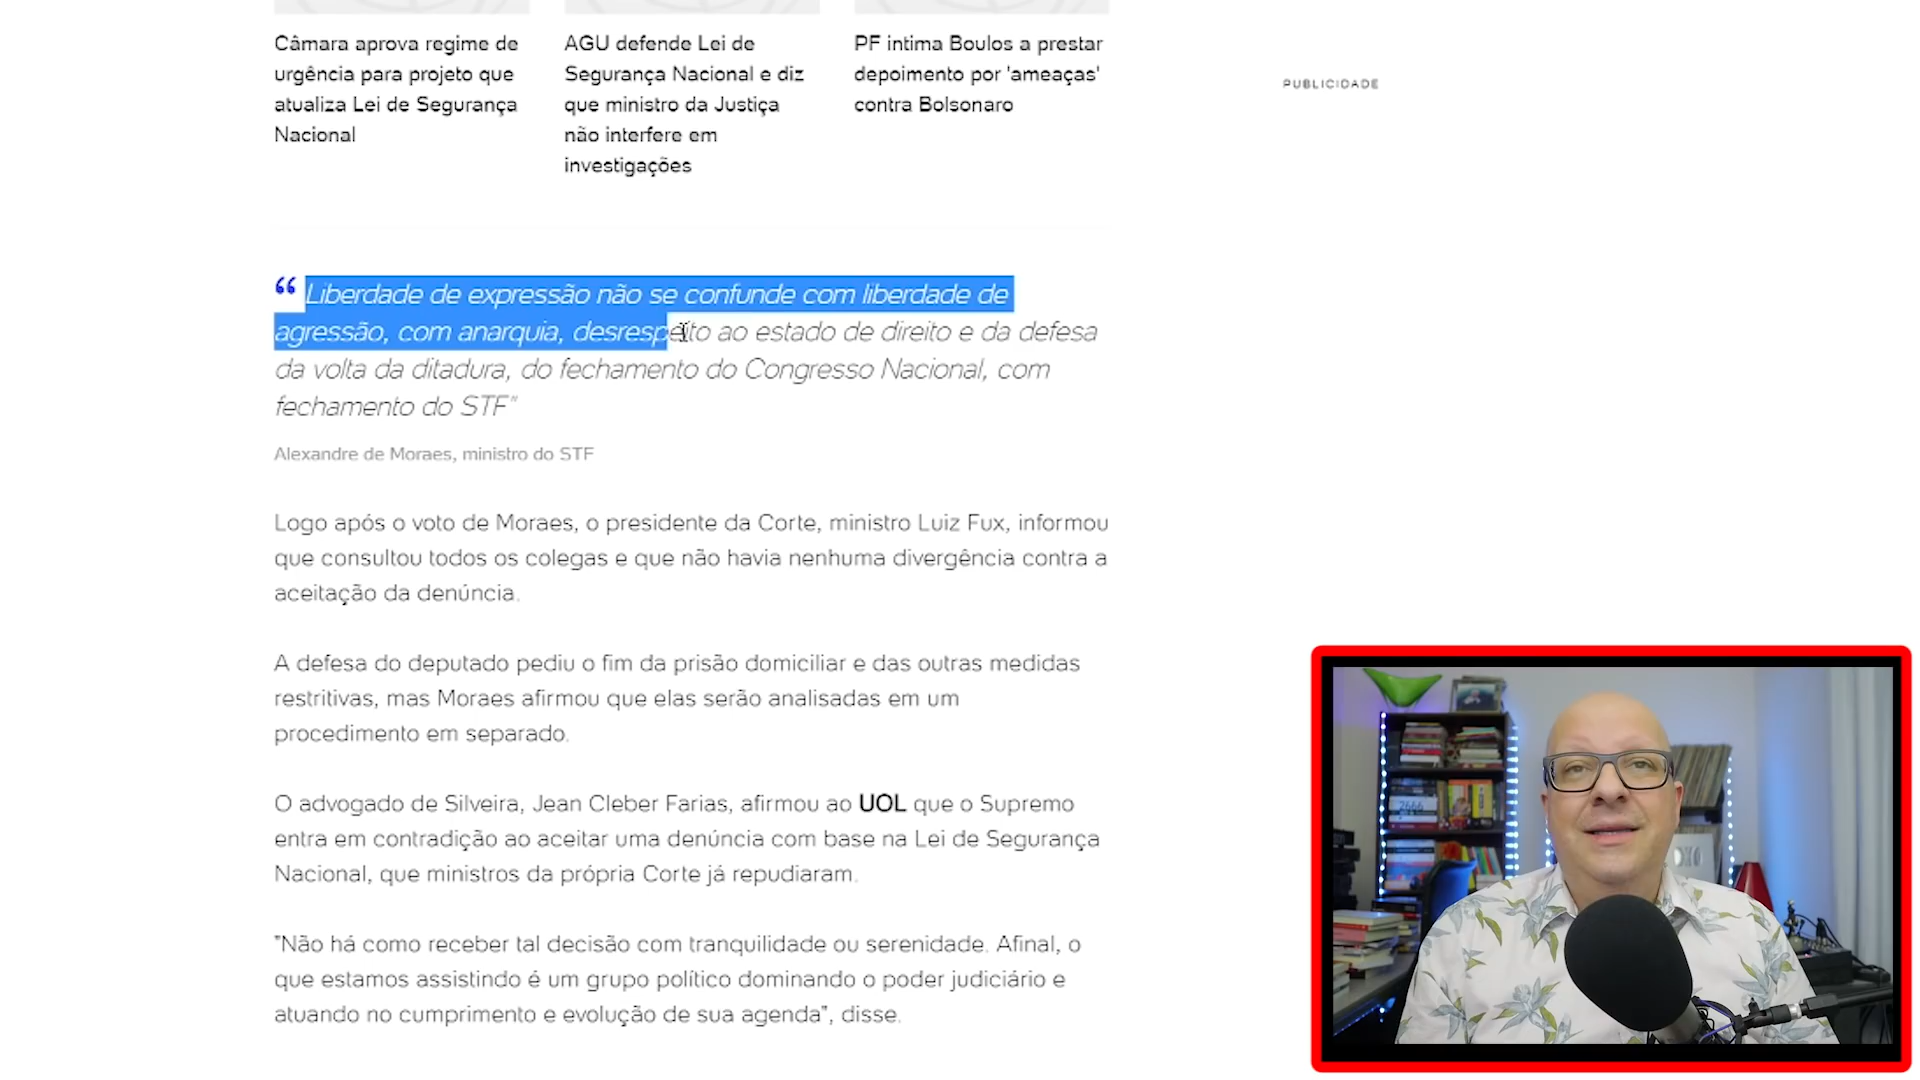 Câmara aprova regime de
urgência para projeto que
atualiza Lei de Segurança
Nacional
AGU defende Lei de
Segurança Nacional e diz
que ministro da Justiça
não interfere em
investigações
PF intima Boulos a prestar
depoimento por 'ameaças'
contra Bolsonaro
PUBLICIDADE
“ Liberdade de expressão não se confunde com liberdade de
agressão, com anarquia, desrespeito ao estado de direito e da defesa
da volta da ditadura, do fechamento do Congresso Nacional, com
fechamento do STF"
Alexandre de Moraes, ministro do STF
Logo após o voto de Moraes, o presidente da Corte, ministro Luiz Fux, informou
que consultou todos os colegas e que não havia nenhuma divergência contra a
aceitação da denúncia.
A defesa do deputado pediu o fim da prisão domiciliar e das outras medidas
restritivas, mas Moraes afirmou que elas serão analisadas em um
procedimento em separado.
O advogado de Silveira, Jean Cleber Farias, afirmou ao UOL que o Supremo
entra em contradição ao aceitar uma denúncia com base na Lei de Segurança
Nacional, que ministros da própria Corte já repudiaram.
"Não há como receber tal decisão com tranquilidade ou serenidade. Afinal, o
que estamos assistindo é um grupo político dominando o poder judiciário e
atuando no cumprimento e evolução de sua agenda", disse.
2666